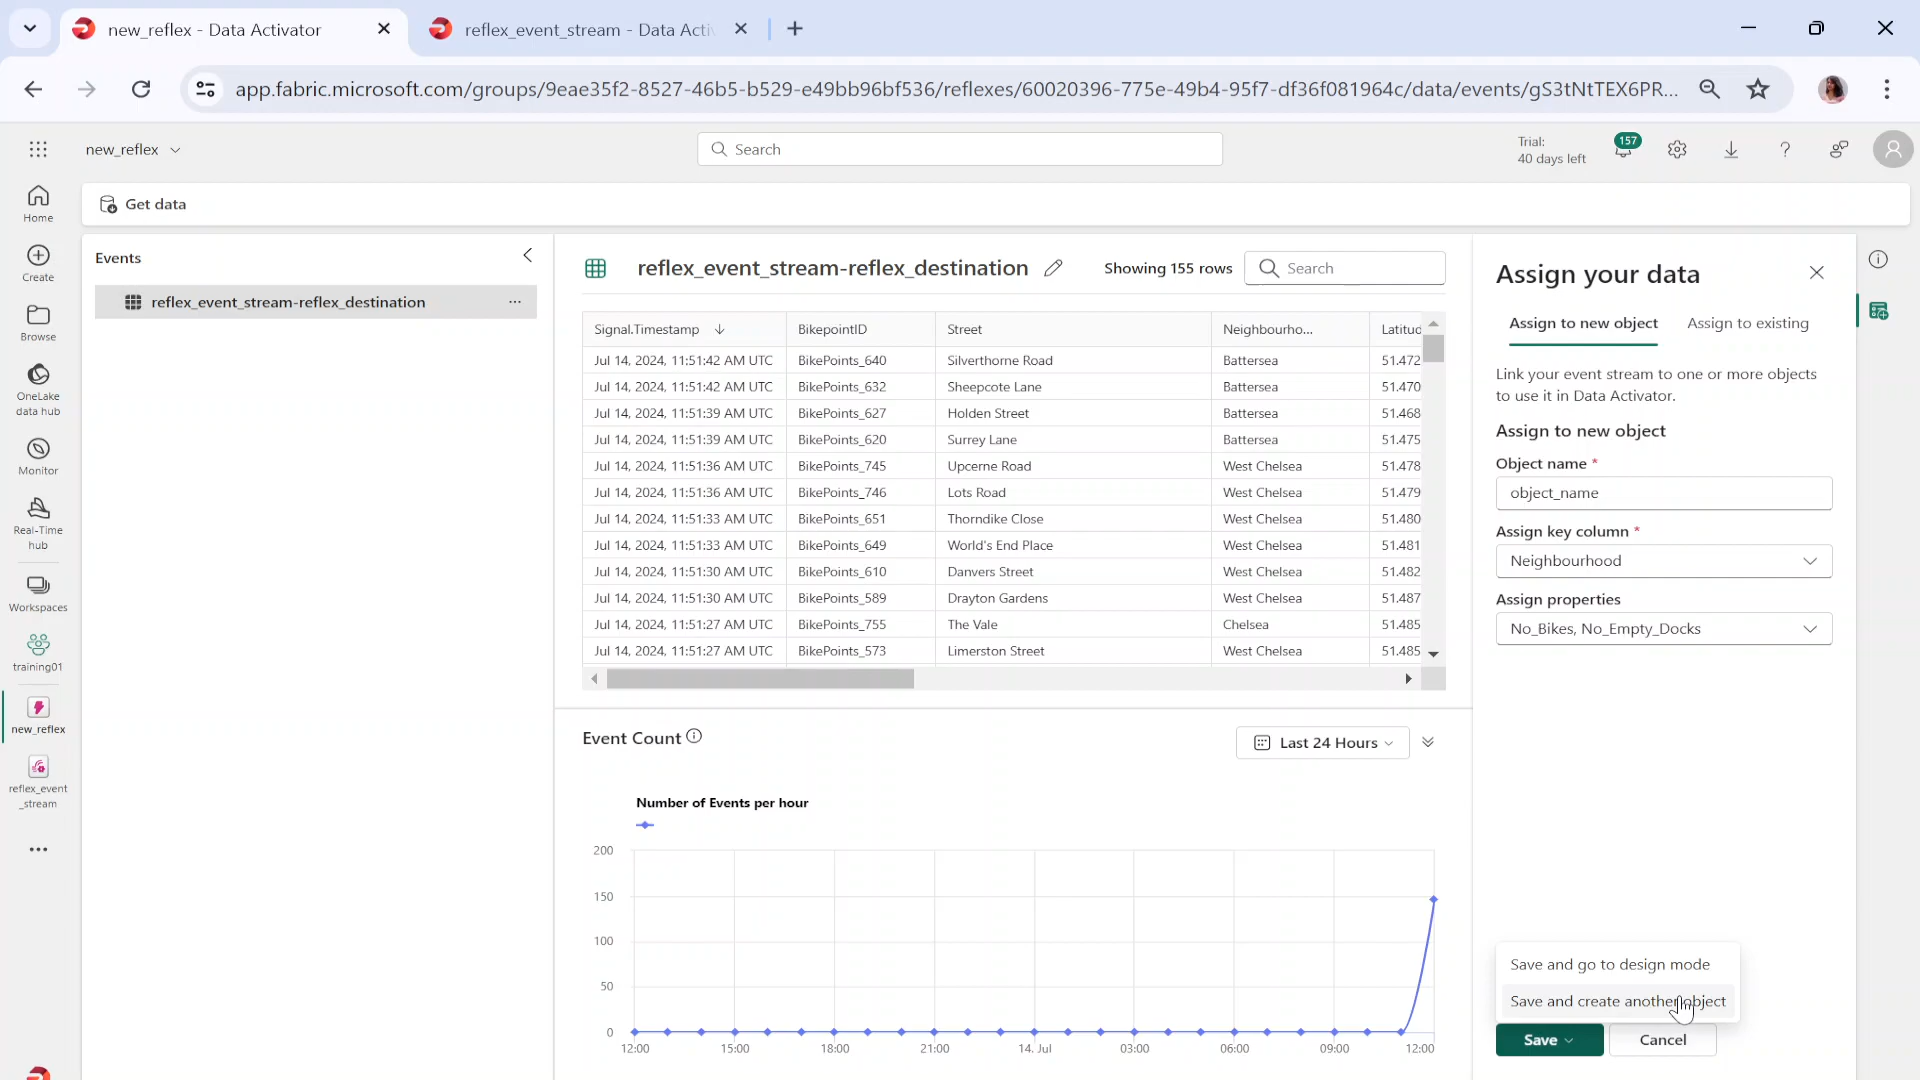 new_reflex - Data Activator
reflex_event_stream - Data Acti
app.fabric.microsoft.com/groups/9eae35f2-8527-46b5-b529-e49bb96bf536/reflexes/60020396-775e-49b4-95f7-df36f081964c/data/events/gS3tNtTEX6PR...
new_reflex
Search
Trial:
40 days left
157
Home
Create
Browse
OneLake
data hub
Monitor
Real-Time
hub
Workspaces
training01
new_reflex
reflex_event
_stream
Get data
Events
reflex_event_stream-reflex_destination
reflex_event_stream-reflex_destination
Showing 155 rows
Search
Signal.Timestamp BikepointID Street Neighbourho... Latitud
Jul 14, 2024, 11:51:42 AM UTC BikePoints_640 Silverthorne Road Battersea 51.472
Jul 14, 2024, 11:51:42 AM UTC BikePoints_632 Sheepcote Lane Battersea 51.470
Jul 14, 2024, 11:51:39 AM UTC BikePoints_627 Holden Street Battersea 51.468
Jul 14, 2024, 11:51:39 AM UTC BikePoints_620 Surrey Lane Battersea 51.475
Jul 14, 2024, 11:51:36 AM UTC BikePoints_745 Upcerne Road West Chelsea 51.478
Jul 14, 2024, 11:51:36 AM UTC BikePoints_746 Lots Road West Chelsea 51.479
Jul 14, 2024, 11:51:33 AM UTC BikePoints_651 Thorndike Close West Chelsea 51.480
Jul 14, 2024, 11:51:33 AM UTC BikePoints_649 World's End Place West Chelsea 51.481
Jul 14, 2024, 11:51:30 AM UTC BikePoints_610 Danvers Street West Chelsea 51.482
Jul 14, 2024, 11:51:30 AM UTC BikePoints_589 Drayton Gardens West Chelsea 51.487
Jul 14, 2024, 11:51:27 AM UTC BikePoints_755 The Vale Chelsea 51.485
Jul 14, 2024, 11:51:27 AM UTC BikePoints_573 Limerston Street West Chelsea 51.485
Event Count
Last 24 Hours
Number of Events per hour
200
150
100
50
0
12:00 15:00 18:00 21:00 14. Jul 03:00 06:00 09:00 12:00
Assign your data
Assign to new object Assign to existing
Link your event stream to one or more objects
to use it in Data Activator.
Assign to new object
Object name *
object_name
Assign key column *
Neighbourhood
Assign properties
No_Bikes, No_Empty_Docks
Save and go to design mode
Save and create another object
Save Cancel